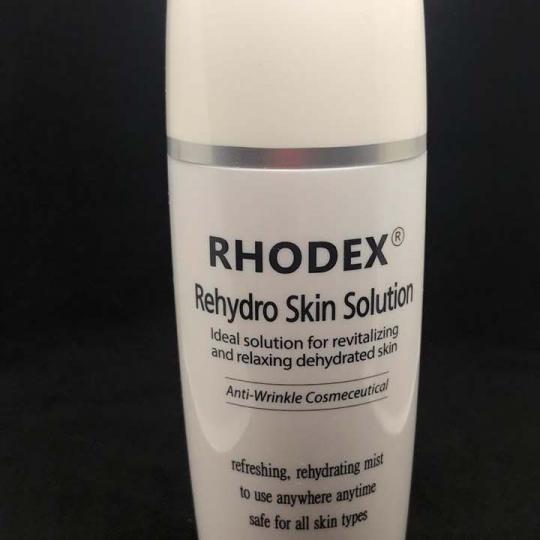 RHODEX®
Rehydro Skin Solution
Ideal solution for revitalizing
and relaxing dehydrated skin
Anti-Wrinkle Cosmeceutical
refreshing, rehydrating mist
to use anywhere anytime
safe for all skin types